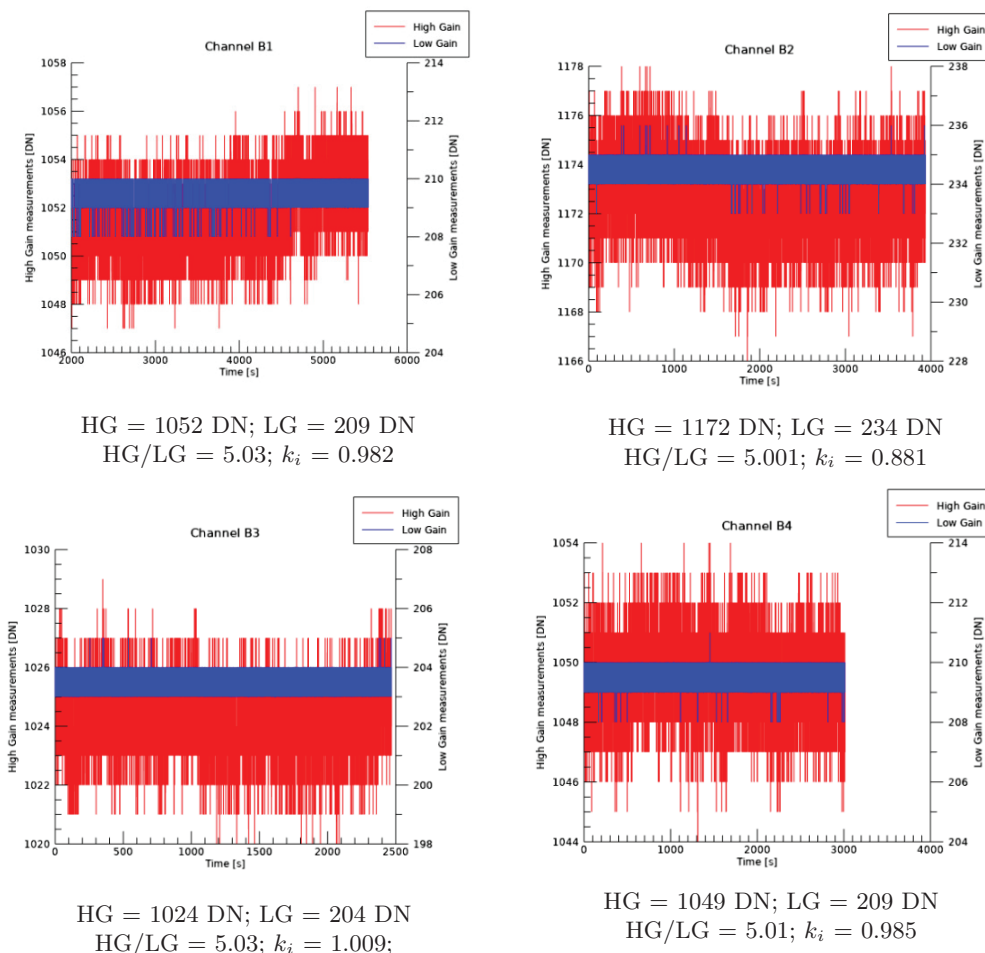 High Gain
Low Gain
Channel B1
High Gain measurements [DN]
1058
1056
1054
1052
1050
1048
1046
214
212
210
208
206
204
Low Gain measurements [DN]
2000 3000 4000 5000 6000
Time [s]
HG = 1052 DN; LG = 209 DN
HG/LG = 5.03; k_i = 0.982
High Gain
Low Gain
Channel B2
High Gain measurements [DN]
1178
1176
1174
1172
1170
1168
1166
238
236
234
232
230
228
Low Gain measurements [DN]
0 1000 2000 3000 4000
Time [s]
HG = 1172 DN; LG = 234 DN
HG/LG = 5.001; k_i = 0.881
High Gain
Low Gain
Channel B3
High Gain measurements [DN]
1030
1028
1026
1024
1022
1020
208
206
204
202
200
198
Low Gain measurements [DN]
0 500 1000 1500 2000 2500
Time [s]
HG = 1024 DN; LG = 204 DN
HG/LG = 5.03; k_i = 1.009;
High Gain
Low Gain
Channel B4
High Gain measurements [DN]
1054
1052
1050
1048
1046
1044
214
212
210
208
206
204
Low Gain measurements [DN]
0 1000 2000 3000 4000
Time [s]
HG = 1049 DN; LG = 209 DN
HG/LG = 5.01; k_i = 0.985